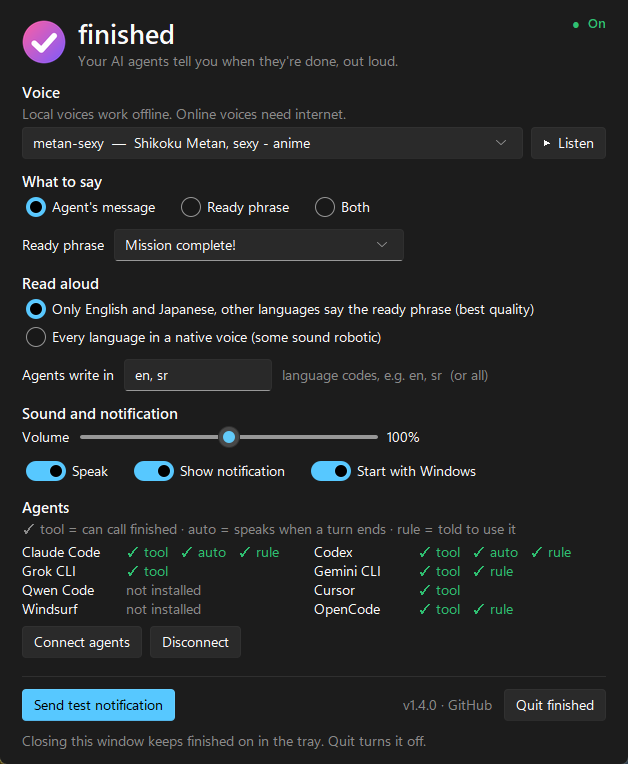 finished
● On
Your AI agents tell you when they're done, out loud.
Voice
Local voices work offline. Online voices need internet.
metan-sexy — Shikoku Metan, sexy - anime
Listen
What to say
Agent's message Ready phrase Both
Ready phrase Mission complete!
Read aloud
Only English and Japanese, other languages say the ready phrase (best quality)
Every language in a native voice (some sound robotic)
Agents write in en, sr language codes, e.g. en, sr (or all)
Sound and notification
Volume 100%
Speak Show notification Start with Windows
Agents
✓ tool = can call finished · auto = speaks when a turn ends · rule = told to use it
Claude Code ✓ tool ✓ auto ✓ rule Codex ✓ tool ✓ auto ✓ rule
Grok CLI ✓ tool Gemini CLI ✓ tool ✓ rule
Qwen Code not installed Cursor ✓ tool
Windsurf not installed OpenCode ✓ tool ✓ rule
Connect agents Disconnect
Send test notification v1.4.0 · GitHub Quit finished
Closing this window keeps finished on in the tray. Quit turns it off.